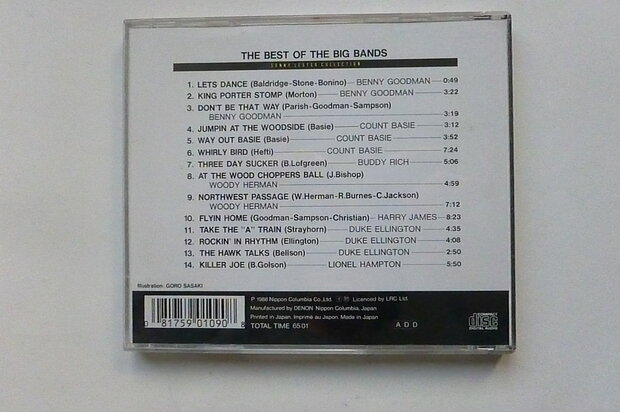 THE BEST OF THE BIG BANDS
SONNY LESTER COLLECTION
1. LETS DANCE (Baldridge-Stone-Bonino) BENNY GOODMAN 0:49
2. KING PORTER STOMP (Morton) BENNY GOODMAN 3:22
3. DON'T BE THAT WAY (Parish-Goodman-Sampson)
BENNY GOODMAN 3:19
4. JUMPIN AT THE WOODSIDE (Basie) COUNT BASIE 3:12
5. WAY OUT BASIE (Basie) COUNT BASIE 3:52
6. WHIRLY BIRD (Hefti) COUNT BASIE 7:24
7. THREE DAY SUCKER (B.Lofgreen) BUDDY RICH 5:06
8. AT THE WOOD CHOPPERS BALL (J.Bishop)
WOODY HERMAN 4:59
9. NORTHWEST PASSAGE (W.Herman-R.Burnes-C.Jackson)
WOODY HERMAN 7:12
10. FLYIN HOME (Goodman-Sampson-Christian) HARRY JAMES 8:23
11. TAKE THE "A" TRAIN (Strayhorn) DUKE ELLINGTON 4:35
12. ROCKIN' IN RHYTHM (Ellington) DUKE ELLINGTON 4:08
13. THE HAWK TALKS (Bellson) DUKE ELLINGTON 2:50
14. KILLER JOE (B.Golson) LIONEL HAMPTON 5:50
Illustration: GORO SASAKI
0 81759 01090 8
℗ 1988 Nippon Columbia Co.,Ltd. Licenced by LRC Ltd.
Manufactured by DENON Nippon Columbia, Japan
Printed in Japan. Imprimé au Japon. Made in Japan
TOTAL TIME 65:01 ADD
COMPACT
disc
DIGITAL AUDIO